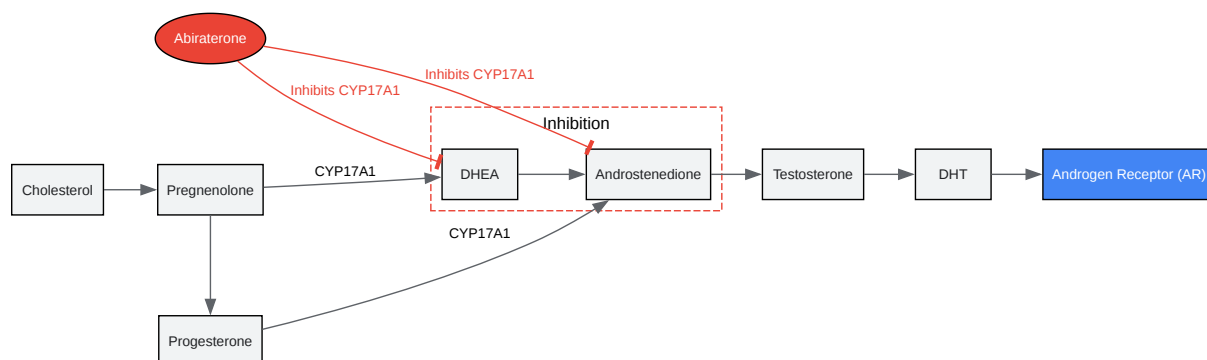 Abiraterone
Inhibits CYP17A1
Inhibits CYP17A1
Inhibition
Cholesterol
Pregnenolone
CYP17A1
DHEA
Androstenedione
Testosterone
DHT
Androgen Receptor (AR)
CYP17A1
Progesterone